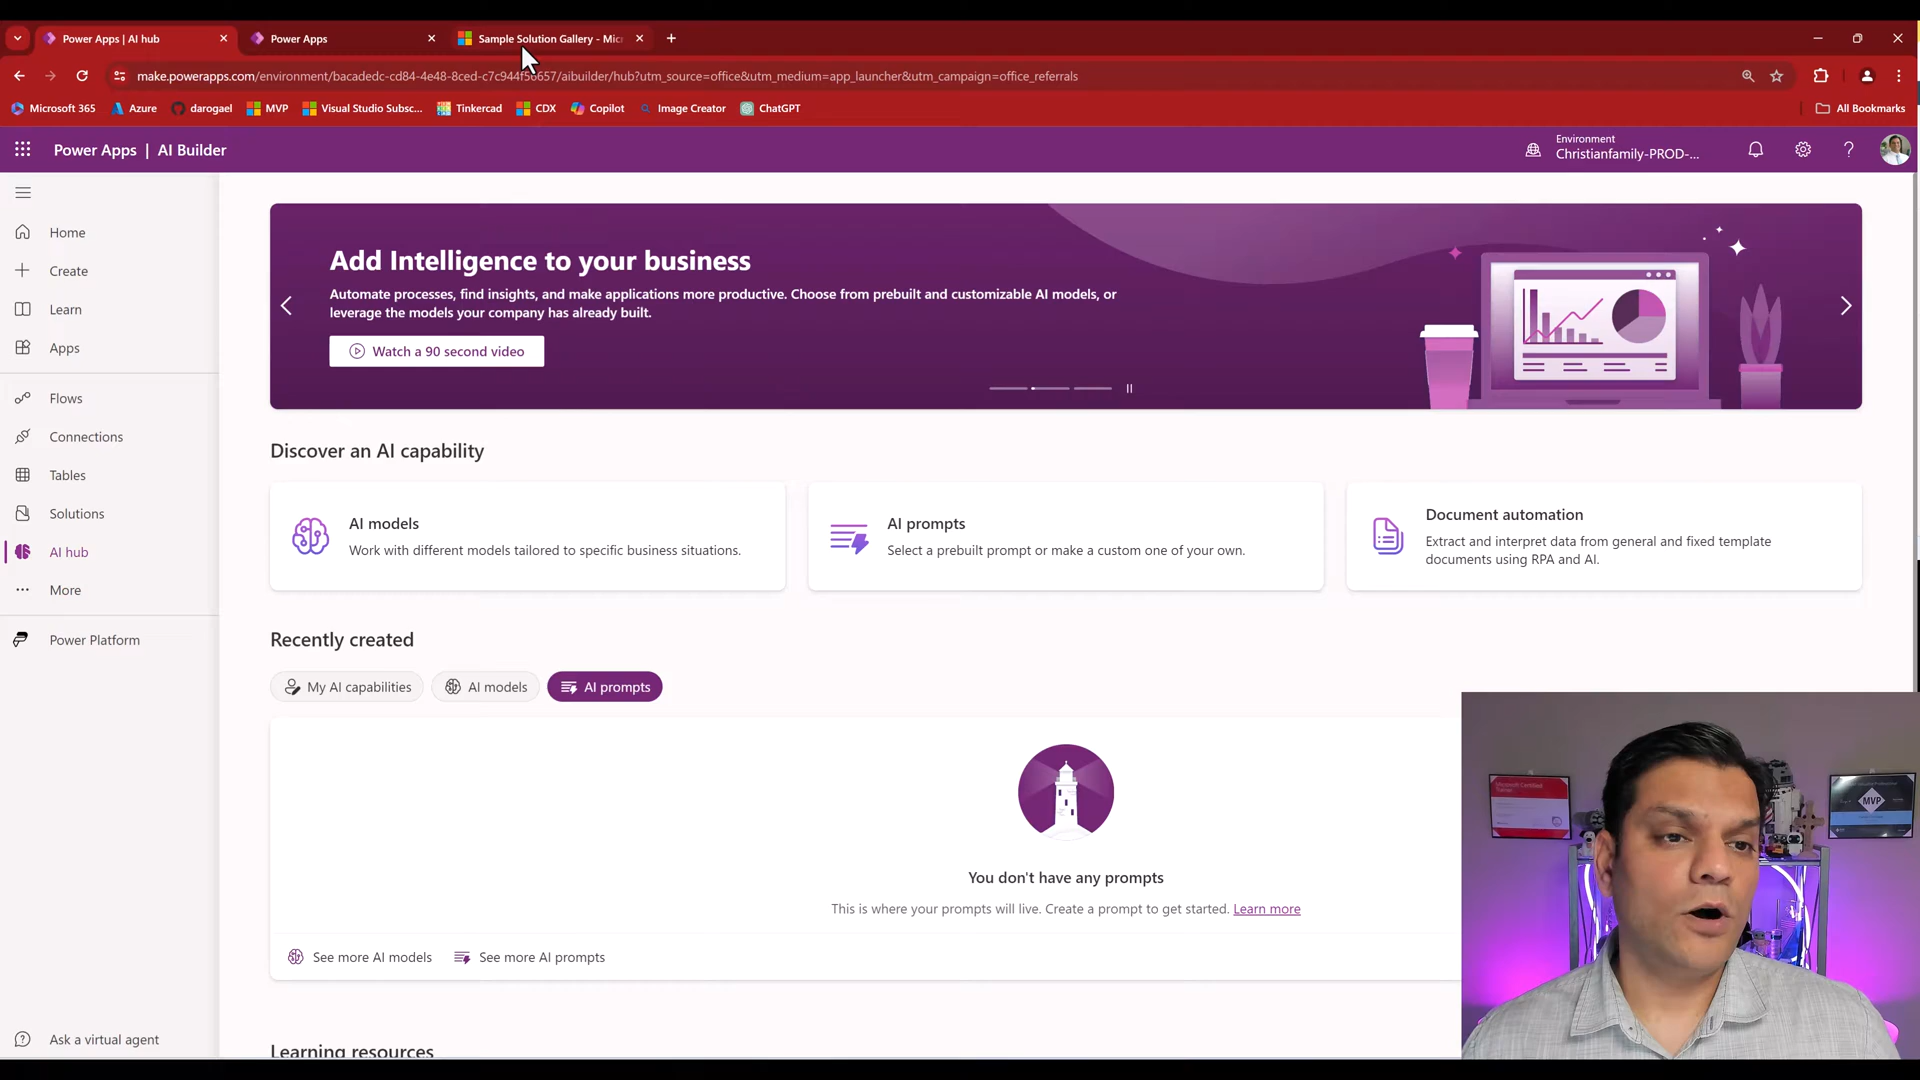 Power Apps | AI hub
Power Apps
Sample Solution Gallery - Mic
make.powerapps.com/environment/bacadedc-cd84-4e48-8ced-c7c944f56657/aibuilder/hub?utm_source=office&utm_medium=app_launcher&utm_campaign=office_referrals
Microsoft 365
Azure
darogael
MVP
Visual Studio Subsc...
Tinkercad
CDX
Copilot
Image Creator
ChatGPT
All Bookmarks
Power Apps | AI Builder
Environment
Christianfamily-PROD-...
Home
Create
Learn
Apps
Flows
Connections
Tables
Solutions
AI hub
More
Power Platform
Ask a virtual agent
Add Intelligence to your business
Automate processes, find insights, and make applications more productive. Choose from prebuilt and customizable AI models, or
leverage the models your company has already built.
Watch a 90 second video
Discover an AI capability
AI models
Work with different models tailored to specific business situations.
AI prompts
Select a prebuilt prompt or make a custom one of your own.
Document automation
Extract and interpret data from general and fixed template
documents using RPA and AI.
Recently created
My AI capabilities
AI models
AI prompts
You don't have any prompts
This is where your prompts will live. Create a prompt to get started. Learn more
See more AI models
See more AI prompts
Learning resources
MVP